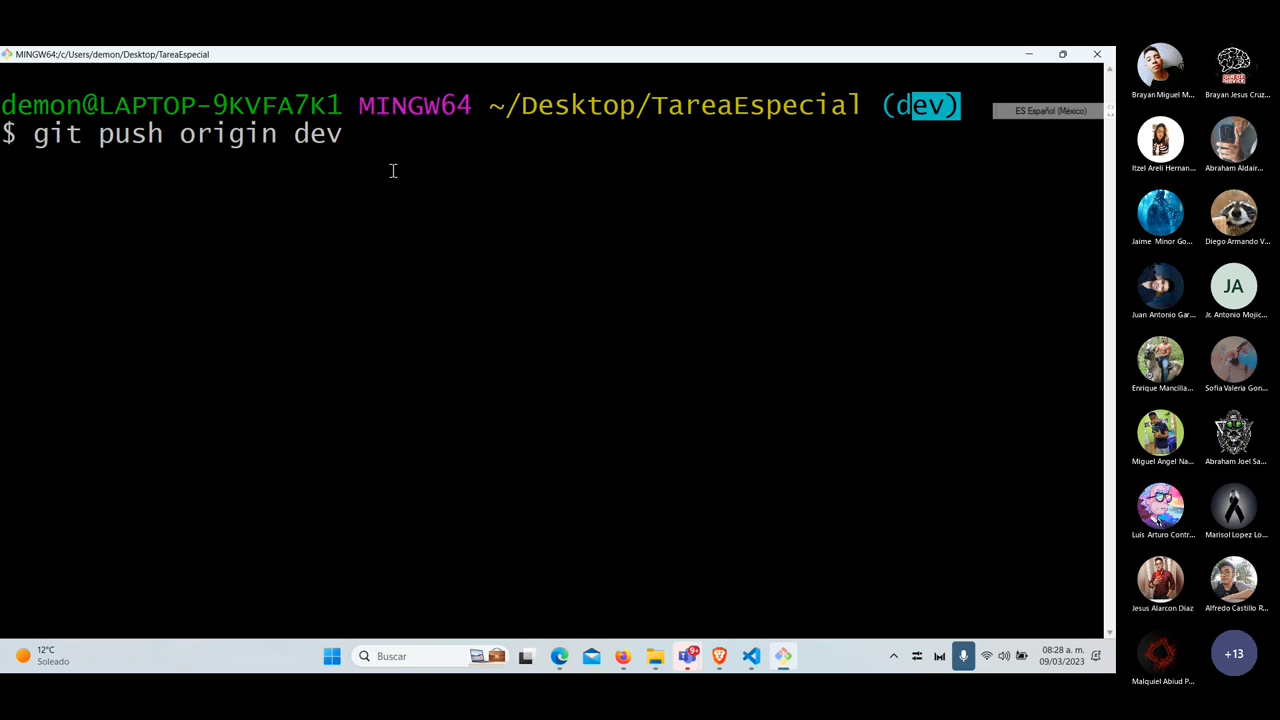 MINGW64:/c/Users/demon/Desktop/TareaEspecial
demon@LAPTOP-9KVFA7K1 MINGW64 ~/Desktop/TareaEspecial (dev)
$ git push origin dev
ES Español (México)
Brayan Miguel M...
Brayan Jesus Cruz...
Itzel Areli Hernan...
Abraham Aldair...
Jaime Minor Go...
Diego Armando V...
JA
Juan Antonio Gar...
Jr. Antonio Mojic...
Enrique Mancilla...
Sofia Valeria Gon...
Miguel Angel Na...
Abraham Joel Sa...
Luis Arturo Contr...
Marisol Lopez Lo...
Jesus Alarcon Diaz
Alfredo Castillo R...
+13
Malquiel Abiud P...
12°C
Soleado
Buscar
9+
08:28 a. m.
09/03/2023